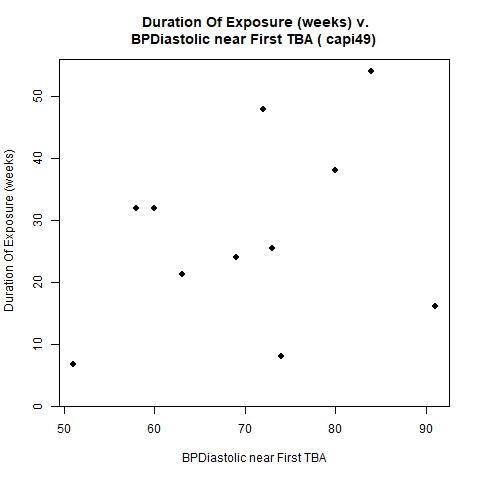 Duration Of Exposure (weeks) v.
BPDiastolic near First TBA ( capi49)
Duration Of Exposure (weeks)
50
40
30
20
10
0
50 60 70 80 90
BPDiastolic near First TBA